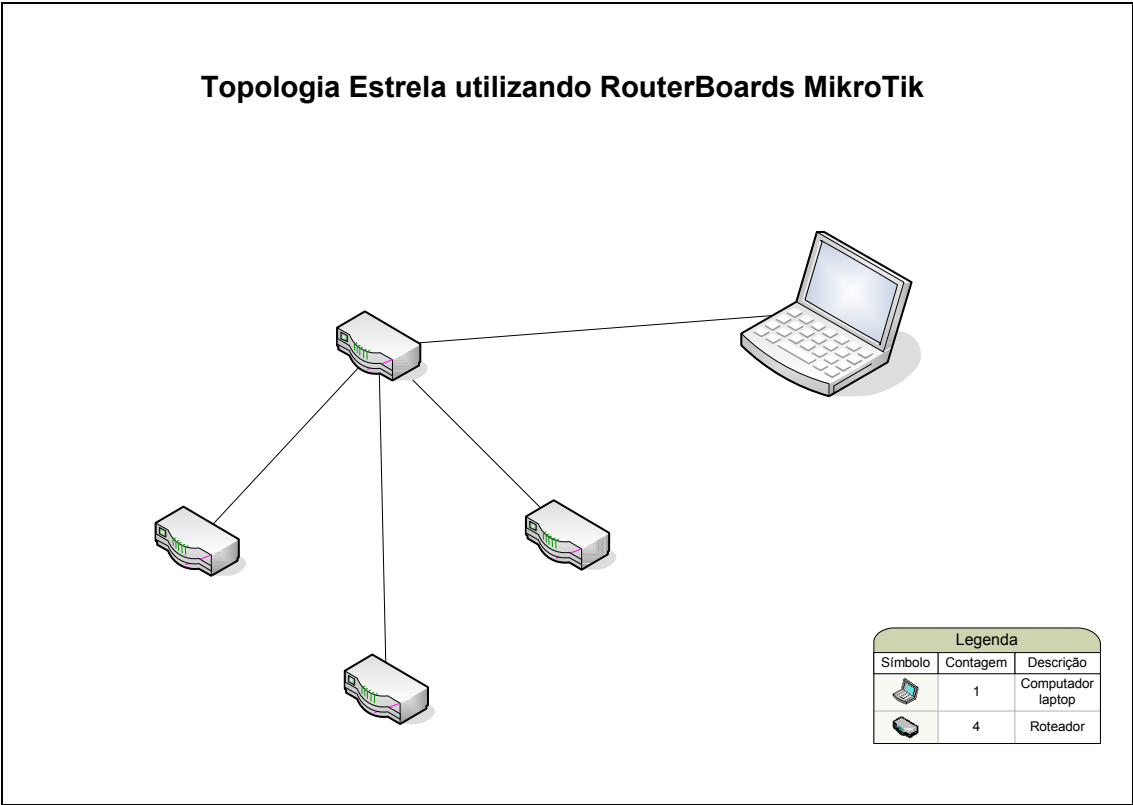 Topologia Estrela utilizando RouterBoards MikroTik
Legenda
Símbolo Contagem Descrição
1 Computador laptop
4 Roteador